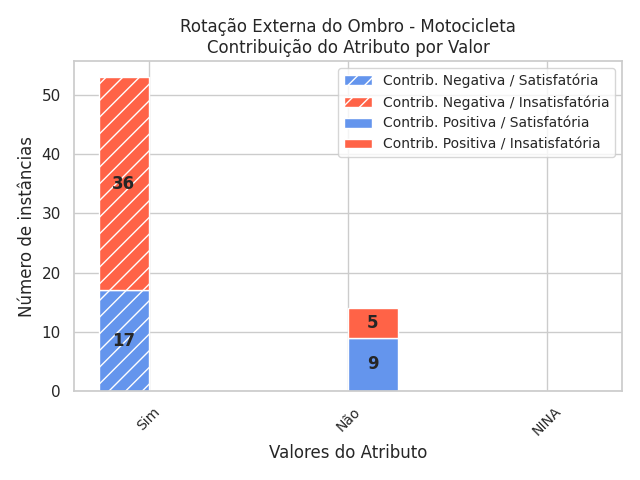 Rotação Externa do Ombro - Motocicleta
Contribuição do Atributo por Valor
Contrib. Negativa / Satisfatória
Contrib. Negativa / Insatisfatória
Contrib. Positiva / Satisfatória
Contrib. Positiva / Insatisfatória
Número de instâncias
50
40
30
20
10
0
36
17
5
9
Sim
Não
NINA
Valores do Atributo